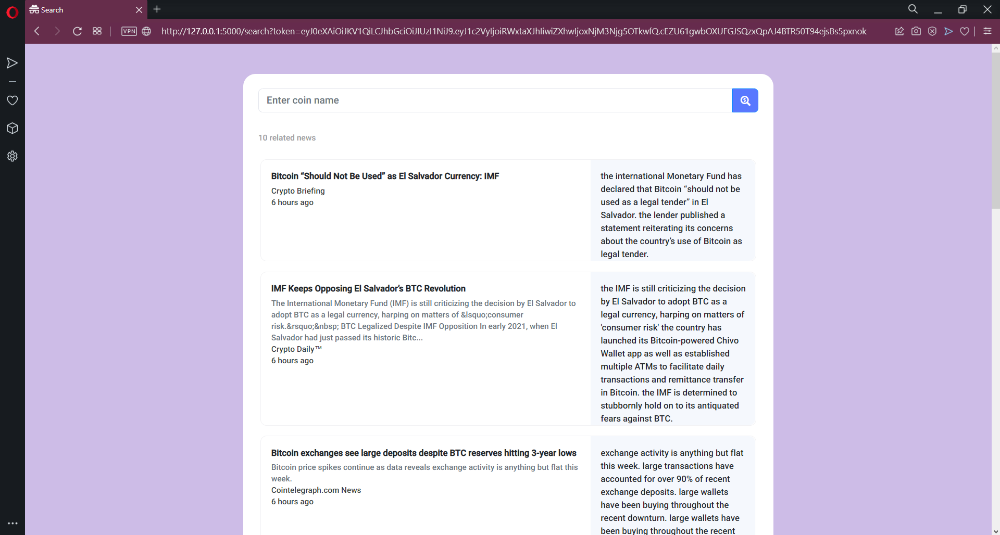 Search
VPN
http://127.0.0.1:5000/search?token=eyJ0eXAiOiJKV1QiLCJhbGciOiJIUzI1NiJ9.eyJ1c2VyIjoiRWxtaXJhIiwiZXhwIjoxNjM3Njg5OTkwfQ.cEZU61gwbOXUFGJSQzxQpAJ4BTR50T94ejsBs5pxnok
Enter coin name
10 related news
Bitcoin “Should Not Be Used” as El Salvador Currency: IMF
Crypto Briefing
6 hours ago
the international Monetary Fund has
declared that Bitcoin “should not be
used as a legal tender” in El
Salvador. the lender published a
statement reiterating its concerns
about the country’s use of Bitcoin as
legal tender.
IMF Keeps Opposing El Salvador’s BTC Revolution
The International Monetary Fund (IMF) is still criticizing the decision by El Salvador to
adopt BTC as a legal currency, harping on matters of &lsquo;consumer
risk.&rsquo;&nbsp; BTC Legalized Despite IMF Opposition In early 2021, when El
Salvador had just passed its historic Bitc...
Crypto Daily™
6 hours ago
the IMF is still criticizing the decision
by El Salvador to adopt BTC as a
legal currency, harping on matters of
'consumer risk' the country has
launched its Bitcoin-powered Chivo
Wallet app as well as established
multiple ATMs to facilitate daily
transactions and remittance transfer
in Bitcoin. the IMF is determined to
stubbornly hold on to its antiquated
fears against BTC.
Bitcoin exchanges see large deposits despite BTC reserves hitting 3-year lows
Bitcoin price spikes continue as data reveals exchange activity is anything but flat this
week.
Cointelegraph.com News
6 hours ago
exchange activity is anything but flat
this week. large transactions have
accounted for over 90% of recent
exchange deposits. large wallets
have been buying throughout the
recent downturn. large wallets have
been buying throughout the recent